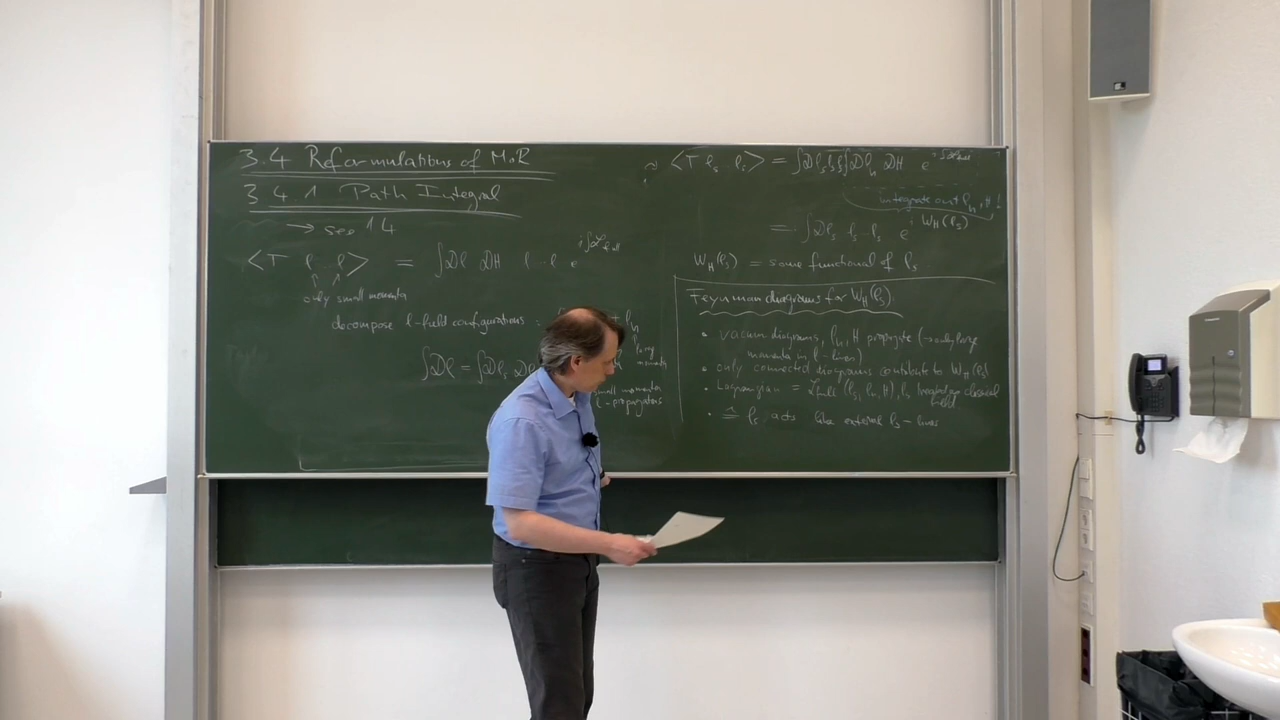 3.4 Reformulations of MoR
3.4.1 Path Integral
→ see 1.4
<T l...l> = ∫Dl DH l...l e^{i∫L_full}
only small momenta
decompose l-field configurations :
∫Dl = ∫Dl_s Dl
+ l_h
large
momenta
small momenta
l-propagators
<T l_s l_s> = ∫Dl_s l_s l_s ∫Dl_h DH e
integrate out l_h, H !
= ∫Dl_s l_s...l_s e^{i W_H(l_s)}
W_H(l_s) = some functional of l_s
Feynman diagrams for W_H(l_s).
• vacuum diagrams, l_h, H propagate (→ only large
momenta in l-lines)
• only connected diagrams contribute to W_H(l_s)
• Lagrangian = L_full (l_s, l_h, H), l_s treated as classical
field.
• ≙ l_s acts like external l_s-lines